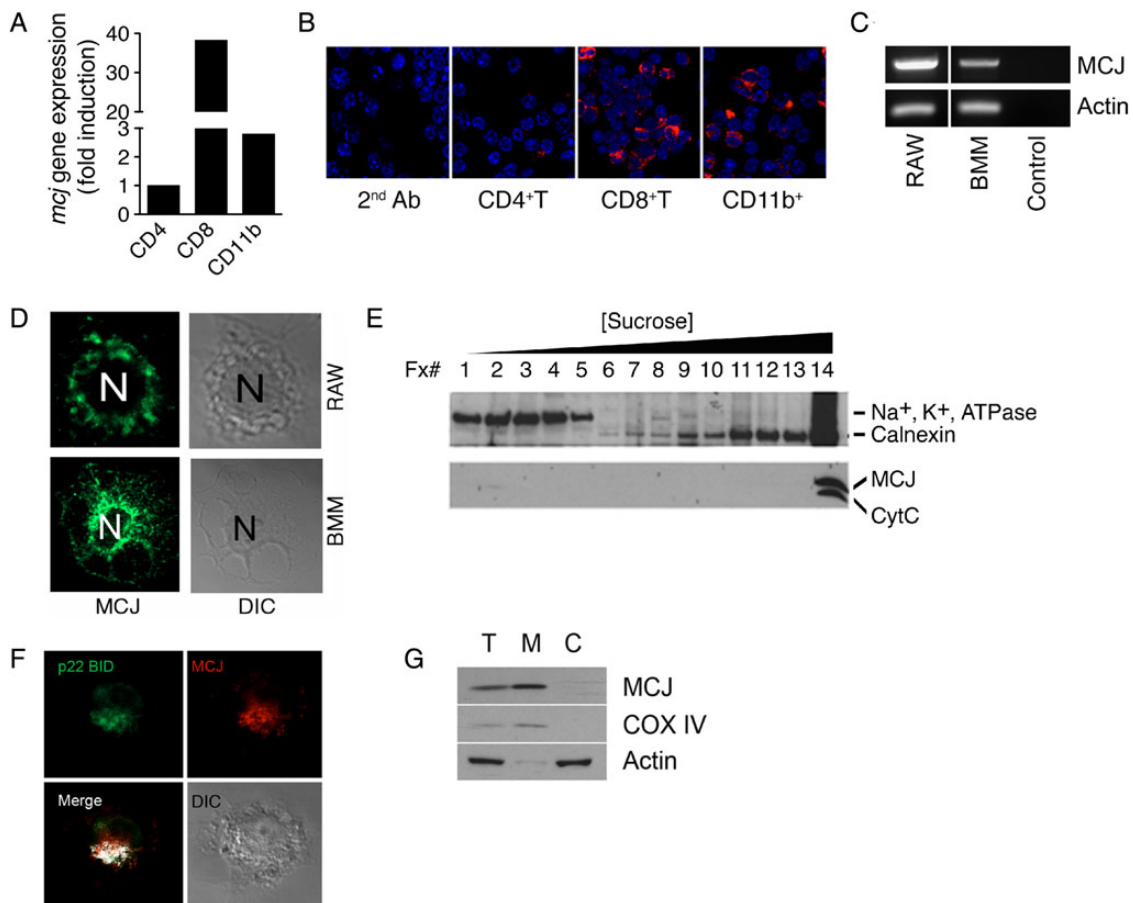 A
mcj gene expression
(fold induction)
40
30
20
3
2
1
0
CD4
CD8
CD11b
B
2nd Ab
CD4+T
CD8+T
CD11b+
C
MCJ
Actin
RAW
BMM
Control
D
N
N
RAW
N
N
BMM
MCJ
DIC
E
[Sucrose]
Fx# 1 2 3 4 5 6 7 8 9 10 11 12 13 14
Na+, K+, ATPase
Calnexin
MCJ
CytC
F
p22 BID
MCJ
Merge
DIC
G
T M C
MCJ
COX IV
Actin